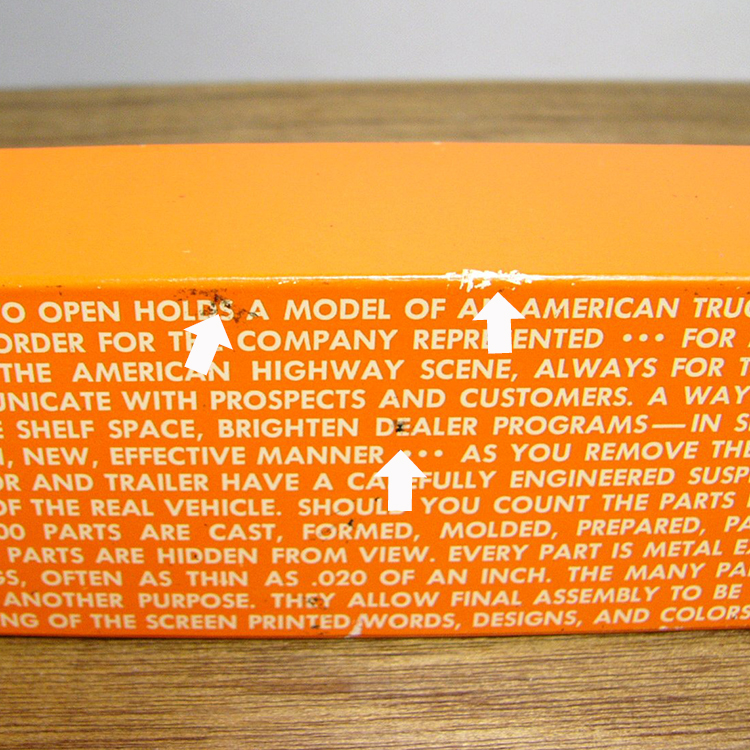 O OPEN HOLDS A MODEL OF AN AMERICAN TRUC
ORDER FOR THE COMPANY REPRESENTED ••• FOR
THE AMERICAN HIGHWAY SCENE, ALWAYS FOR T
UNICATE WITH PROSPECTS AND CUSTOMERS. A WAY
E SHELF SPACE, BRIGHTEN DEALER PROGRAMS—IN S
, NEW, EFFECTIVE MANNER ••• AS YOU REMOVE THE
OR AND TRAILER HAVE A CAREFULLY ENGINEERED SUSP
OF THE REAL VEHICLE. SHOULD YOU COUNT THE PARTS
00 PARTS ARE CAST, FORMED, MOLDED, PREPARED, PA
PARTS ARE HIDDEN FROM VIEW. EVERY PART IS METAL E
GS, OFTEN AS THIN AS .020 OF AN INCH. THE MANY PA
ANOTHER PURPOSE. THEY ALLOW FINAL ASSEMBLY TO BE
NG OF THE SCREEN PRINTED WORDS, DESIGNS, AND COLORS